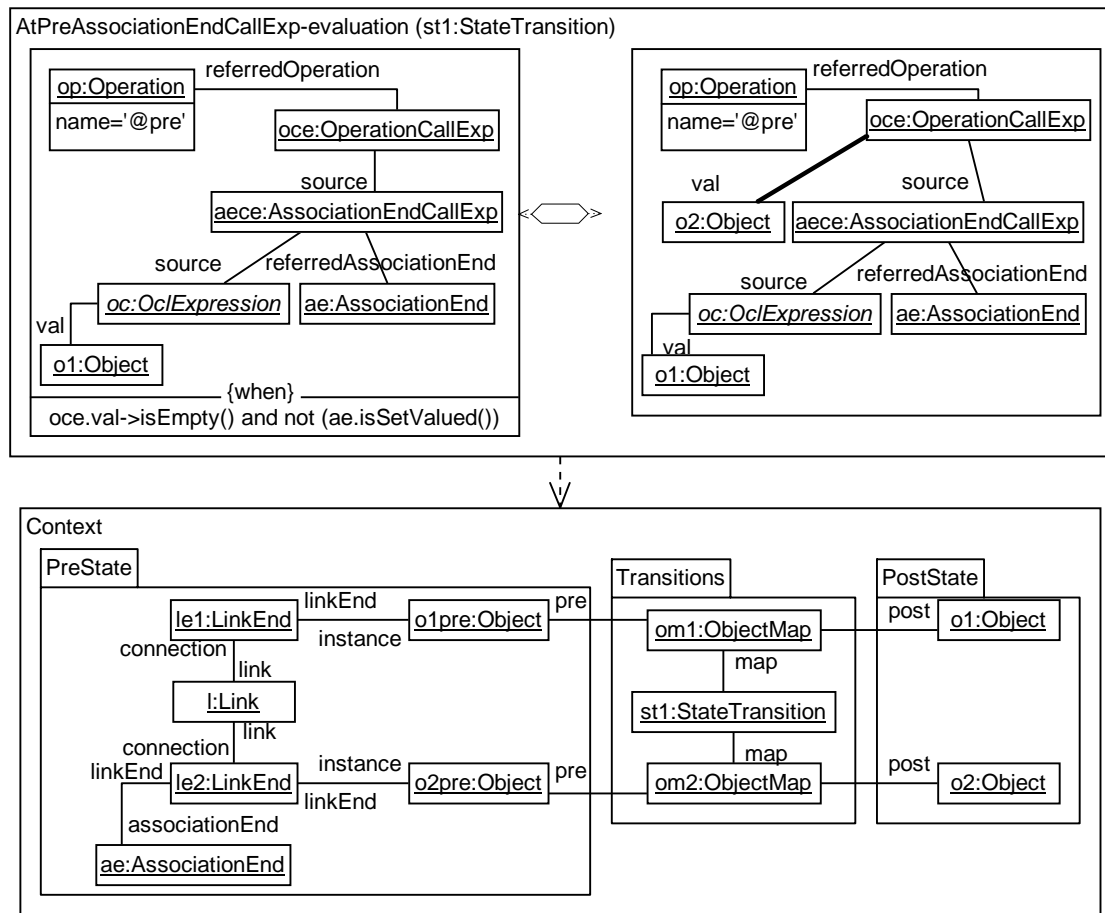 AtPreAssociationEndCallExp-evaluation (st1:StateTransition)
referredOperation
op:Operation
name='@pre'
oce:OperationCallExp
source
aece:AssociationEndCallExp
source
referredAssociationEnd
oc:OclExpression
ae:AssociationEnd
val
o1:Object
{when}
oce.val->isEmpty() and not (ae.isSetValued())
referredOperation
op:Operation
name='@pre'
oce:OperationCallExp
val
source
o2:Object
aece:AssociationEndCallExp
source
referredAssociationEnd
oc:OclExpression
ae:AssociationEnd
val
o1:Object
Context
PreState
linkEnd
le1:LinkEnd
o1pre:Object
pre
instance
connection
link
l:Link
link
connection
linkEnd
instance
le2:LinkEnd
o2pre:Object
pre
linkEnd
associationEnd
ae:AssociationEnd
Transitions
om1:ObjectMap
map
st1:StateTransition
map
om2:ObjectMap
PostState
post
o1:Object
post
o2:Object